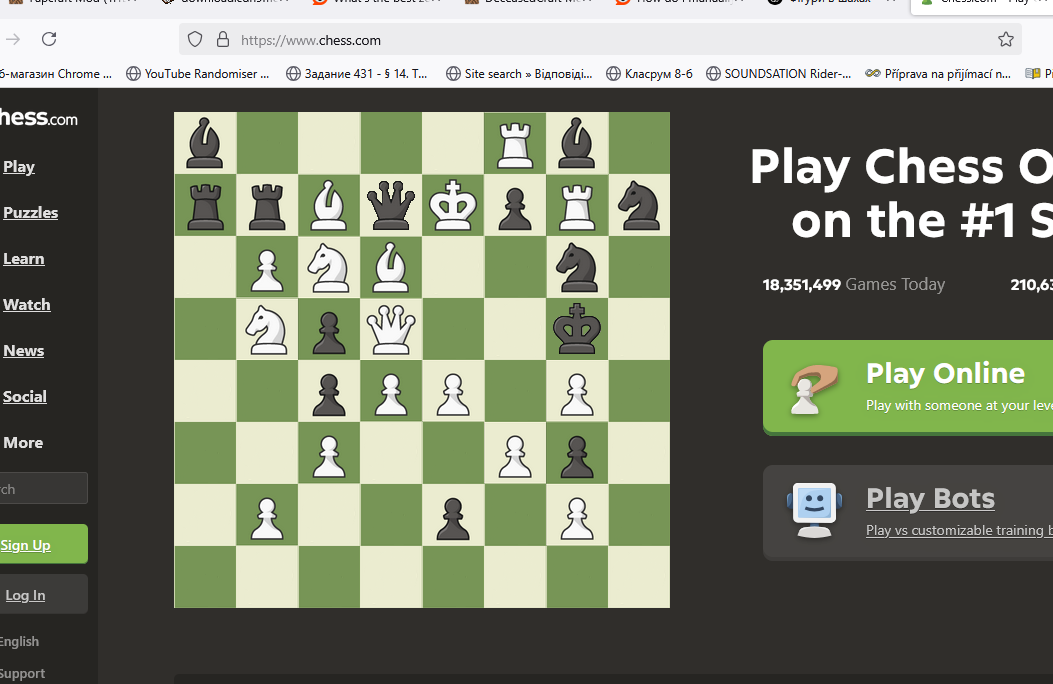 https://www.chess.com
б-магазин Chrome ...
YouTube Randomiser ...
Задание 431 - § 14. Т...
Site search » Відповіді...
Класрум 8-б
SOUNDSATION Rider-...
Příprava na přijímací n...
hess.com
Play
Puzzles
Learn
Watch
News
Social
More
rch
Sign Up
Log In
English
Support
Play Chess O
on the #1 S
18,351,499 Games Today
210,63
Play Online
Play with someone at your leve
Play Bots
Play vs customizable training b